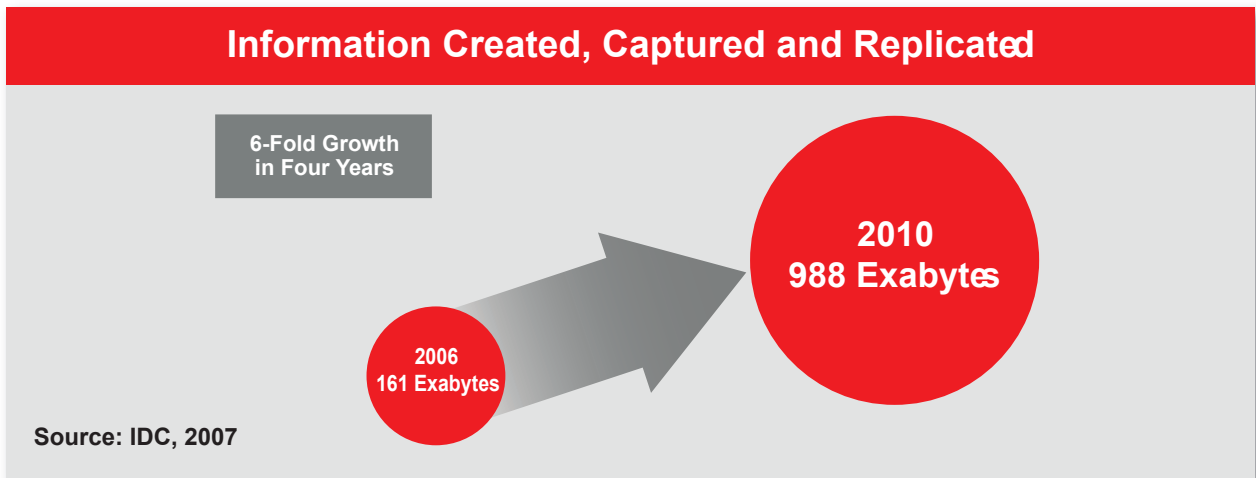 Information Created, Captured and Replicated
6-Fold Growth
in Four Years
2010
988 Exabytes
2006
161 Exabytes
Source: IDC, 2007